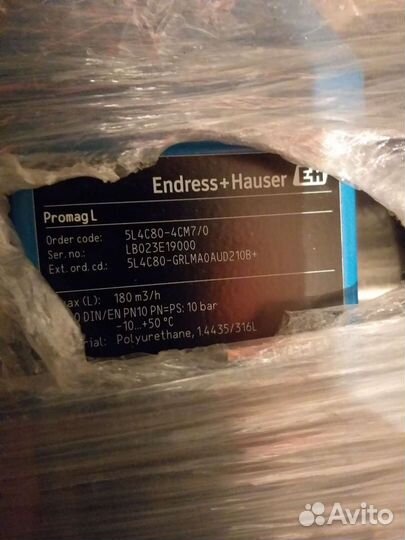 Endress+Hauser EH
Promag L
Order code: 5L4C80-4CM7/0
Ser.no.: LB023E19000
Ext. ord. cd.: 5L4C80-GRLMA0AUD210B+
(L): 180 m3/h
DIN/EN PN10 PN=PS: 10 bar
-10...+50 °C
Polyurethane, 1.4435/316L
Avito